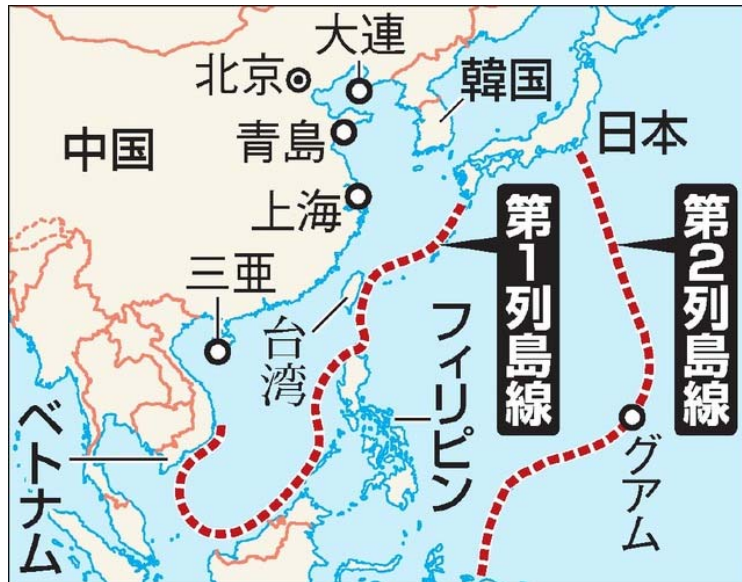 大連
北京
韓国
中国
青島
日本
上海
第1列島線
第2列島線
三亜
台湾
フィリピン
ベトナム
グアム